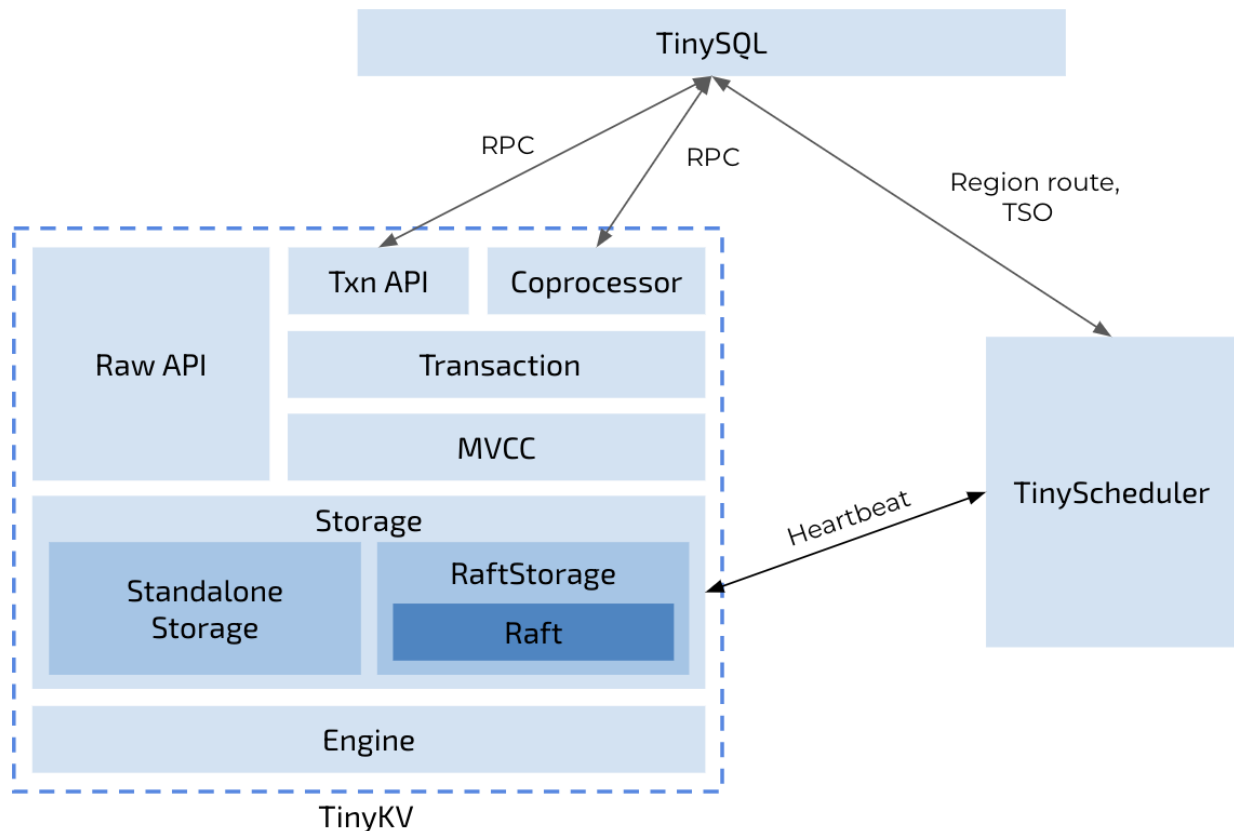 TinySQL
RPC
RPC
Region route,
TSO
Txn API
Coprocessor
Raw API
Transaction
MVCC
TinyScheduler
Heartbeat
Storage
Standalone
Storage
RaftStorage
Raft
Engine
TinyKV